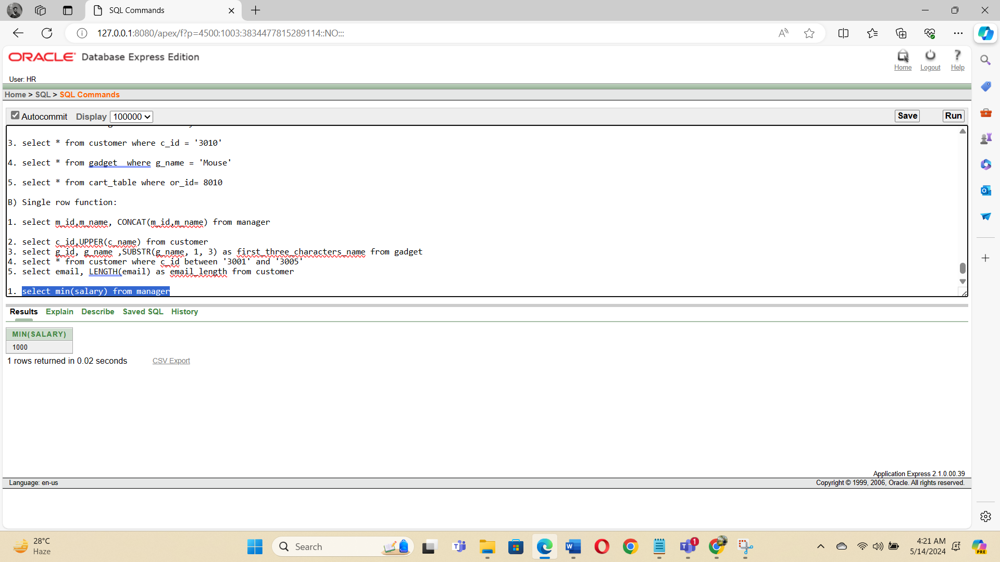 SQL Commands
127.0.0.1:8080/apex/f?p=4500:1003:3834477815289114::NO:::
ORACLE Database Express Edition
Home Logout Help
User: HR
Home > SQL > SQL Commands
Autocommit Display 100000 Save Run
3. select * from customer where c_id = '3010'
4. select * from gadget  where g_name = 'Mouse'
5. select * from cart_table where or_id= 8010
B) Single row function:
1. select m_id,m_name, CONCAT(m_id,m_name) from manager
2. select c_id,UPPER(c_name) from customer
3. select g_id, g_name ,SUBSTR(g_name, 1, 3) as first_three_characters_name from gadget
4. select * from customer where c_id between '3001' and '3005'
5. select email, LENGTH(email) as email_length from customer
1. select min(salary) from manager
Results Explain Describe Saved SQL History
MIN(SALARY)
1000
1 rows returned in 0.02 seconds CSV Export
Application Express 2.1.0.00.39
Language: en-us Copyright © 1999, 2006, Oracle. All rights reserved.
28°C
Haze
Search
1
4:21 AM
5/14/2024
PRE